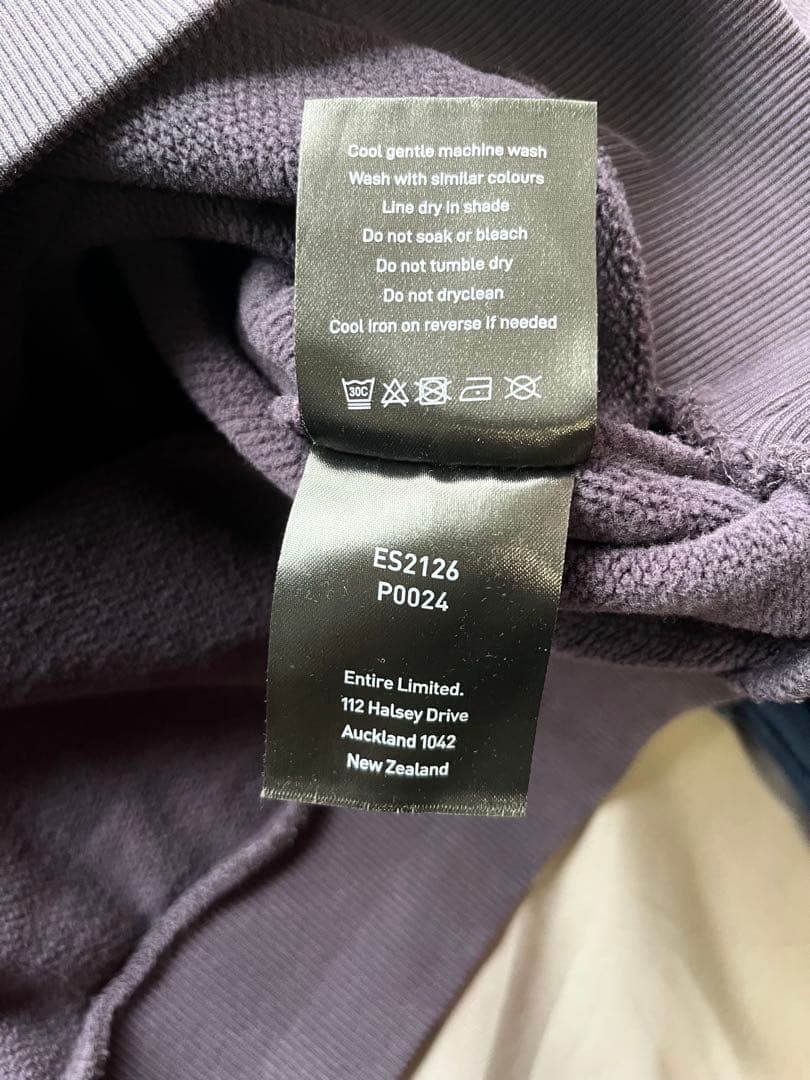 Cool gentle machine wash
Wash with similar colours
Line dry in shade
Do not soak or bleach
Do not tumble dry
Do not dryclean
Cool iron on reverse if needed
30C
ES2126
P0024
Entire Limited.
112 Halsey Drive
Auckland 1042
New Zealand